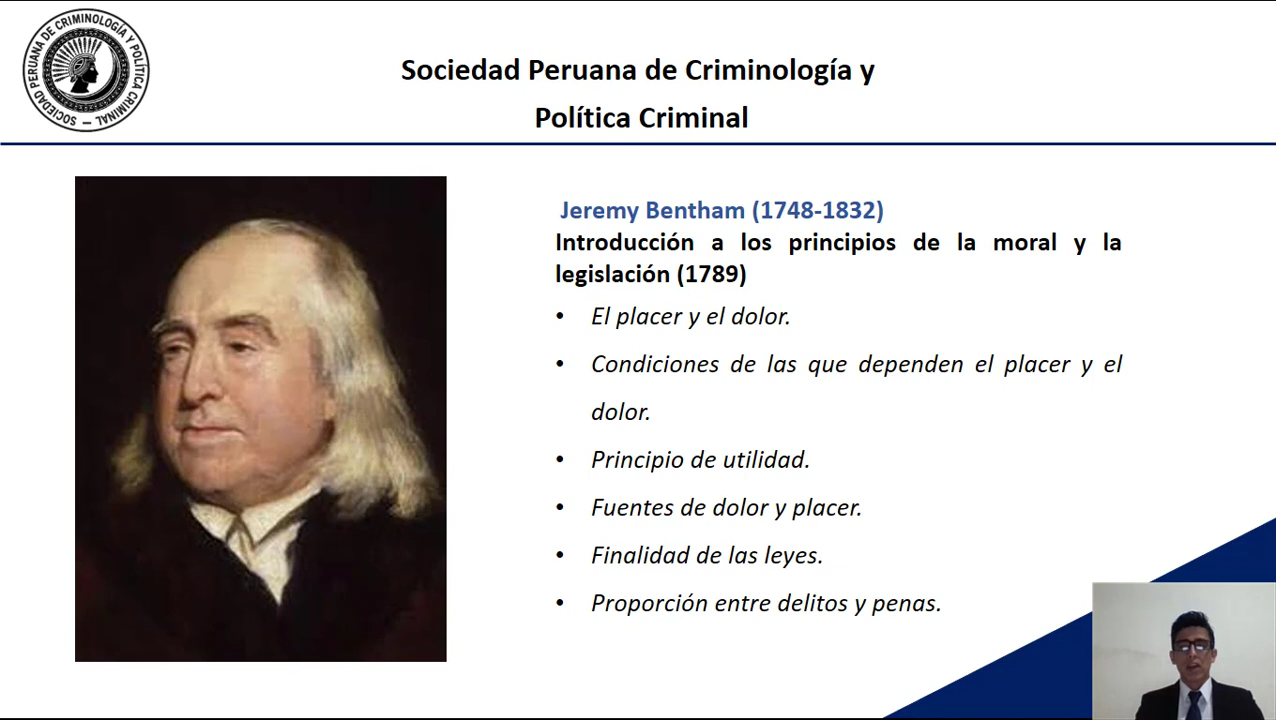 SOCIEDAD PERUANA DE CRIMINOLOGÍA Y POLÍTICA CRIMINAL —
Sociedad Peruana de Criminología y
Política Criminal
Jeremy Bentham (1748-1832)
Introducción a los principios de la moral y la
legislación (1789)
• El placer y el dolor.
• Condiciones de las que dependen el placer y el
dolor.
• Principio de utilidad.
• Fuentes de dolor y placer.
• Finalidad de las leyes.
• Proporción entre delitos y penas.